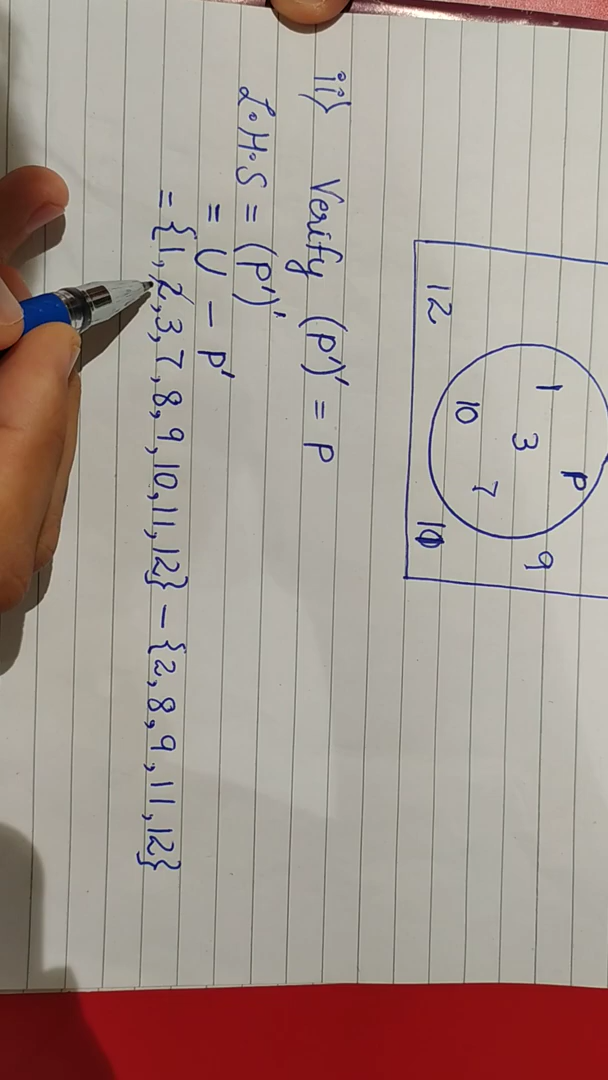 P
1 3 9
10 7
12 11
ii) Verify (P')' = P
L.H.S = (P')'
= U - P'
= {1,2,3,7,8,9,10,11,12} - {2,8,9,11,12}